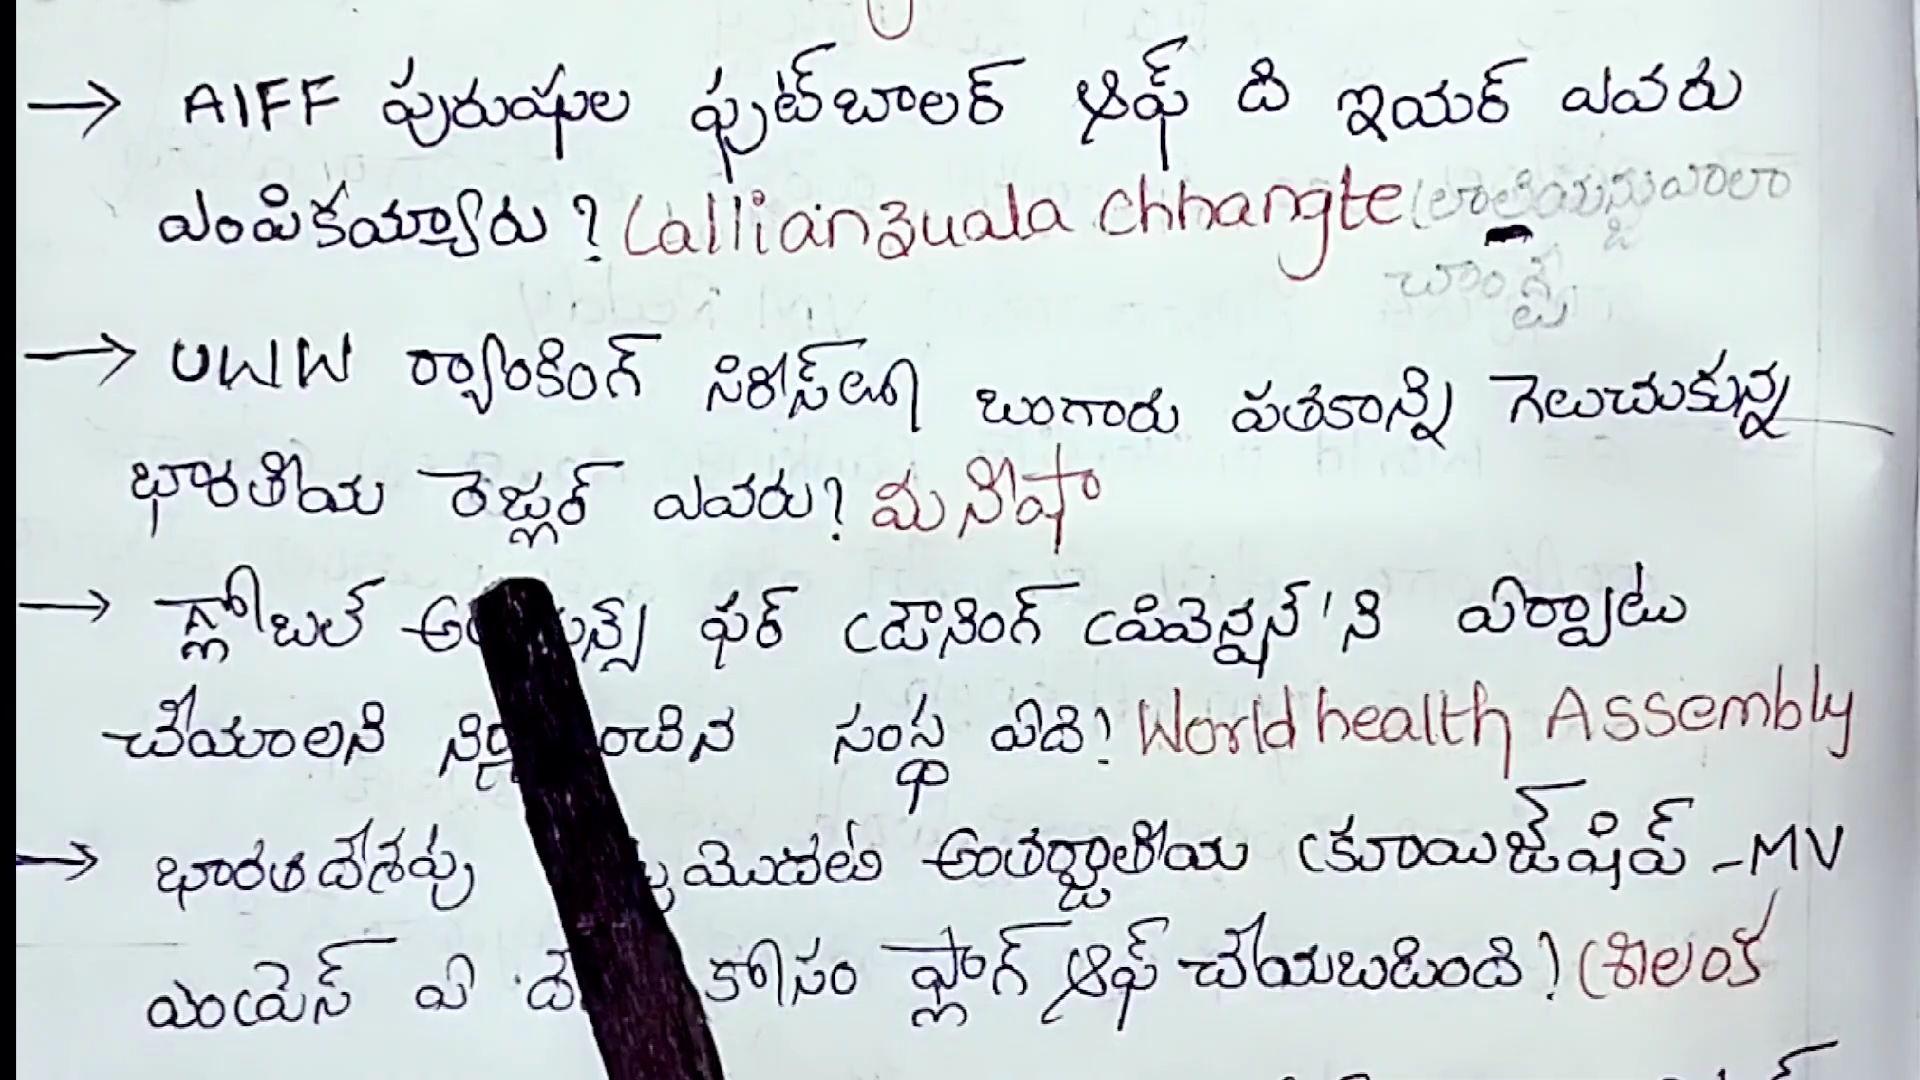 → AIFF పురుషుల ఫుట్‌బాలర్ ఆఫ్ ది ఇయర్ ఎవరు
ఎంపికయ్యారు? Lallianzuala Chhangte (లాల్లియన్జువాలా
చాంగ్టే
→ UWW ర్యాంకింగ్ సిరీస్‌లో బంగారు పతకాన్ని గెలుచుకున్న
భారతీయ రెజ్లర్ ఎవరు? మనీషా
→ గ్లోబల్ ఫర్ డ్రౌనింగ్ ప్రివెన్షన్'ని ఏర్పాటు
చేయాలని సంస్థ ఏది? World health Assembly
→ భారతదేశపు మొదటి అంతర్జాతీయ క్రూయిజ్‌షిప్ - MV
ఎంప్రెస్ ఏ కోసం ఫ్లాగ్ ఆఫ్ చేయబడింది? శ్రీలంక